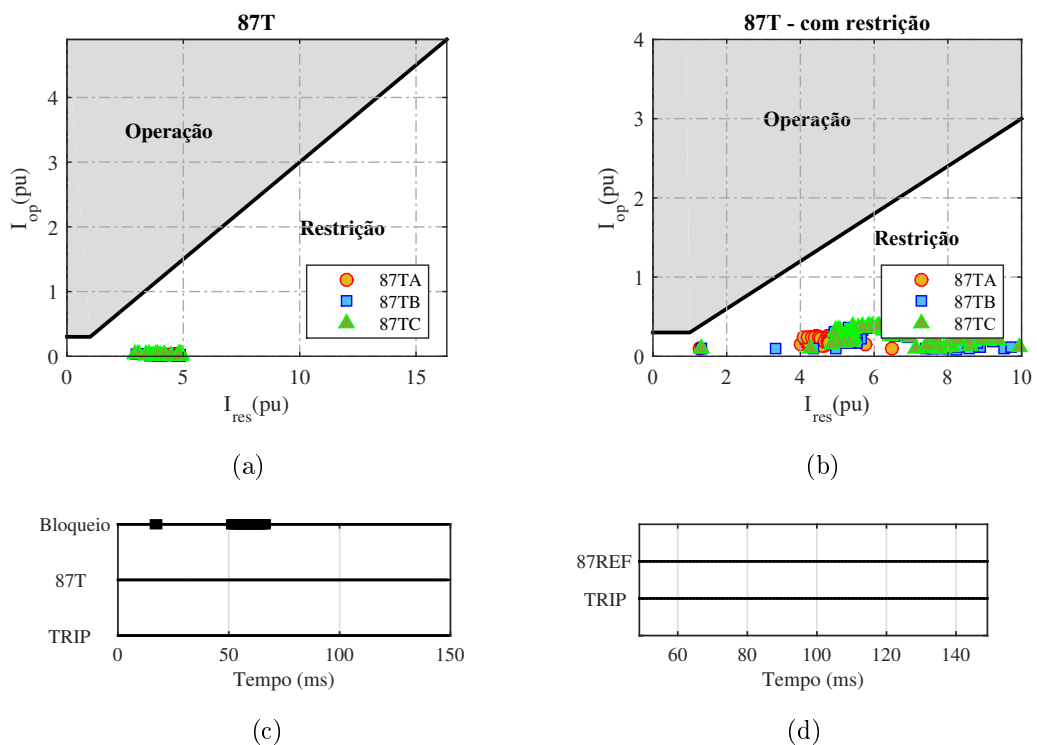 87T
Operação
Restrição
87TA
87TB
87TC
0
1
2
3
4
I_op(pu)
0
5
10
15
I_res(pu)
(a)
87T - com restrição
Operação
Restrição
87TA
87TB
87TC
0
1
2
3
4
I_op(pu)
0
2
4
6
8
10
I_res(pu)
(b)
Bloqueio
87T
TRIP
0
50
100
150
Tempo (ms)
(c)
87REF
TRIP
60
80
100
120
140
Tempo (ms)
(d)